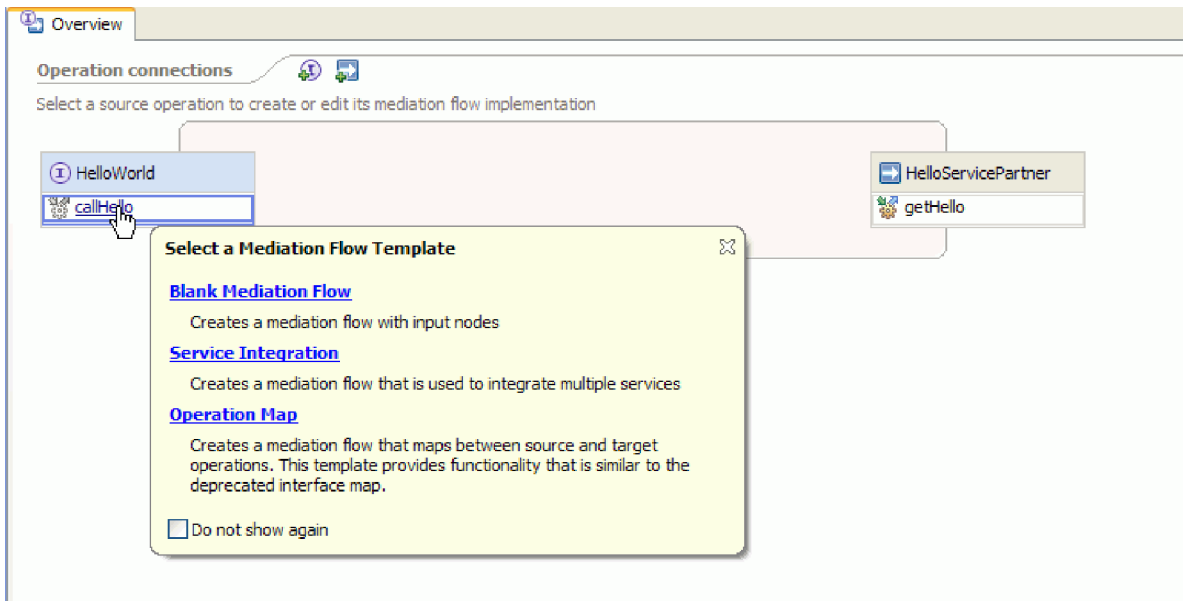 Overview
Operation connections
Select a source operation to create or edit its mediation flow implementation
HelloWorld
HelloServicePartner
callHello
getHello
Select a Mediation Flow Template
Blank Mediation Flow
Creates a mediation flow with input nodes
Service Integration
Creates a mediation flow that is used to integrate multiple services
Operation Map
Creates a mediation flow that maps between source and target
operations. This template provides functionality that is similar to the
deprecated interface map.
Do not show again